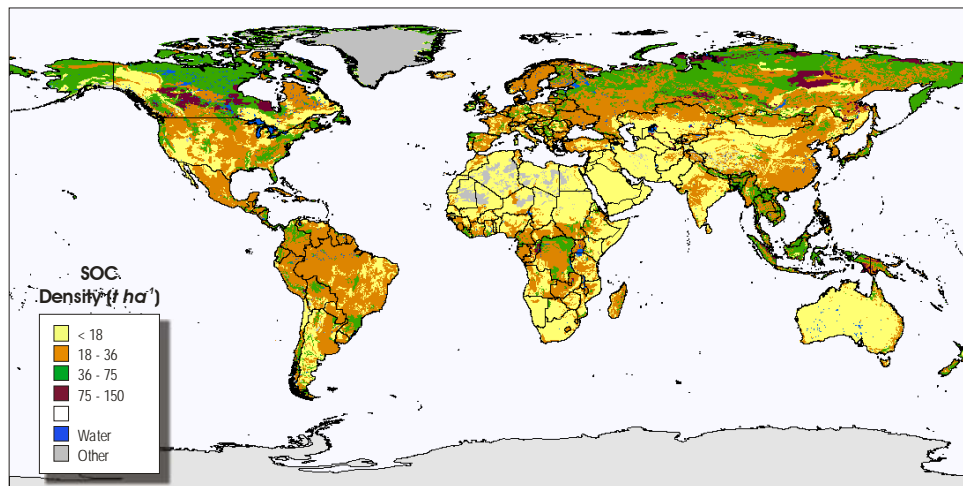 SOC
Density (t ha⁻¹)
< 18
18 - 36
36 - 75
75 - 150
Water
Other